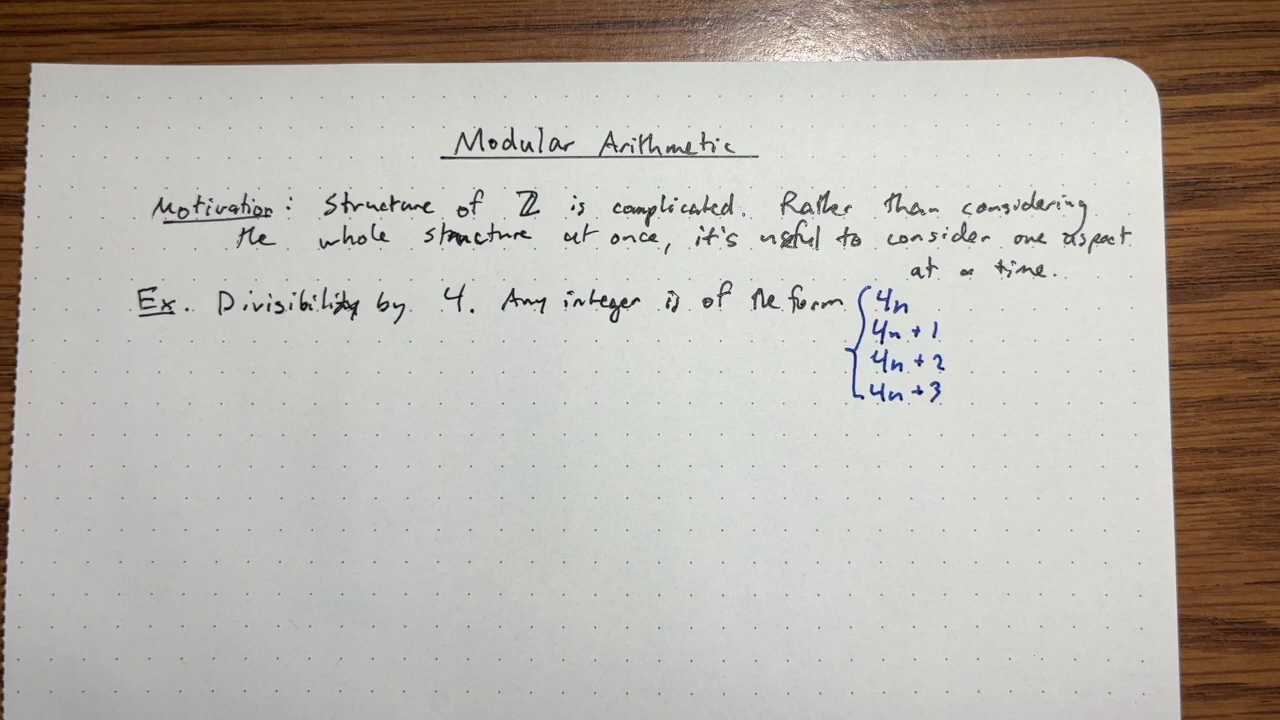 Modular Arithmetic
Motivation: Structure of ℤ is complicated. Rather than considering
the whole structure at once, it's useful to consider one aspect
at a time.
Ex. Divisibility by 4. Any integer is of the form { 4n
4n + 1
4n + 2
4n + 3